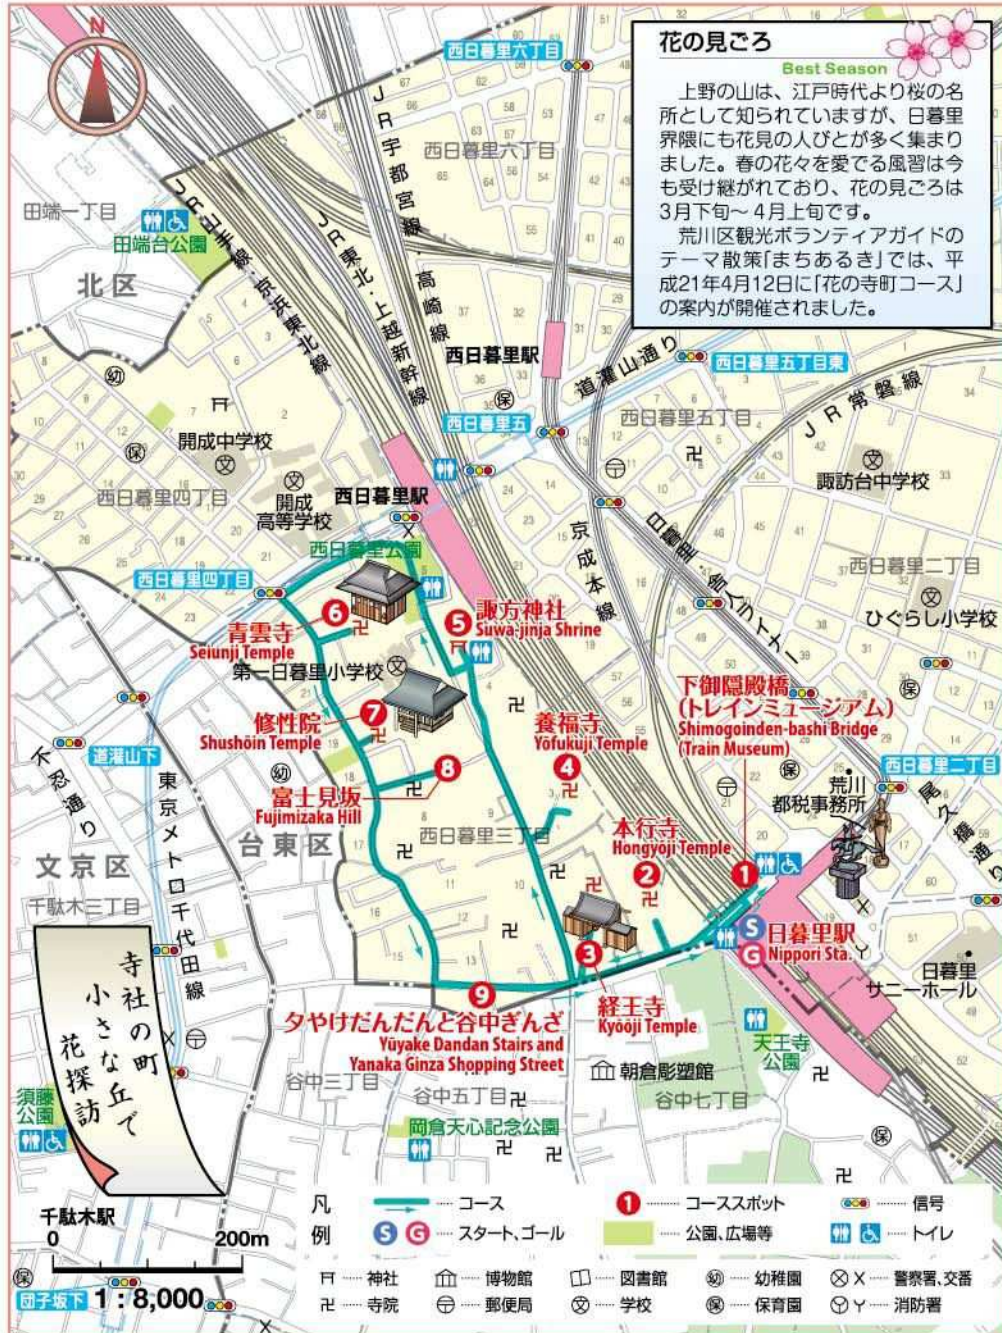 N
花の見ごろ
Best Season
上野の山は、江戸時代より桜の名
所として知られていますが、日暮里
界隈にも花見の人びとが多く集まり
ました。春の花々を愛でる風習は今
も受け継がれており、花の見ごろは
3月下旬〜4月上旬です。
荒川区観光ボランティアガイドの
テーマ散策「まちあるき」では、平
成21年4月12日に「花の寺町コース」
の案内が開催されました。
西日暮里六丁目
西日暮里六丁目
JR宇都宮線・高崎線
JR東北・上越新幹線
JR山手線・京浜東北線
田端一丁目
田端台公園
北区
西日暮里駅
道灌山通り
西日暮里五丁目東
西日暮里五丁目
西日暮里五
JR常磐線
開成中学校
開成
高等学校
西日暮里四丁目
西日暮里駅
諏訪台中学校
京成本線
日暮里・舎人ライナー
西日暮里二丁目
ひぐらし小学校
西日暮里公園
西日暮里四丁目
6
青雲寺
Seiunji Temple
5
諏方神社
Suwa-jinja Shrine
第一日暮里小学校
7
修性院
Shushōin Temple
養福寺
Yōfukuji Temple
4
下御隠殿橋
(トレインミュージアム)
Shimogoinden-bashi Bridge
(Train Museum)
1
西日暮里二丁目
荒川
都税事務所
尾久橋通り
道灌山下
不忍通り
東京メトロ千代田線
8
富士見坂
Fujimizaka Hill
西日暮里三丁目
本行寺
Hongyōji Temple
2
文京区
台東区
千駄木三丁目
S
G
日暮里駅
Nippori Sta.
3
経王寺
Kyōōji Temple
日暮里
サニーホール
9
夕やけだんだんと谷中ぎんざ
Yūyake Dandan Stairs and
Yanaka Ginza Shopping Street
寺社の町
小さな丘で
花探訪
朝倉彫塑館
天王寺
公園
谷中三丁目
谷中五丁目
谷中七丁目
岡倉天心記念公園
須藤
公園
千駄木駅
0 200m
1:8,000
団子坂下
凡
例
コース
1 コーススポット
信号
S G スタート、ゴール
公園、広場等
トイレ
神社
博物館
図書館
幼稚園
警察署、交番
寺院
郵便局
学校
保育園
消防署